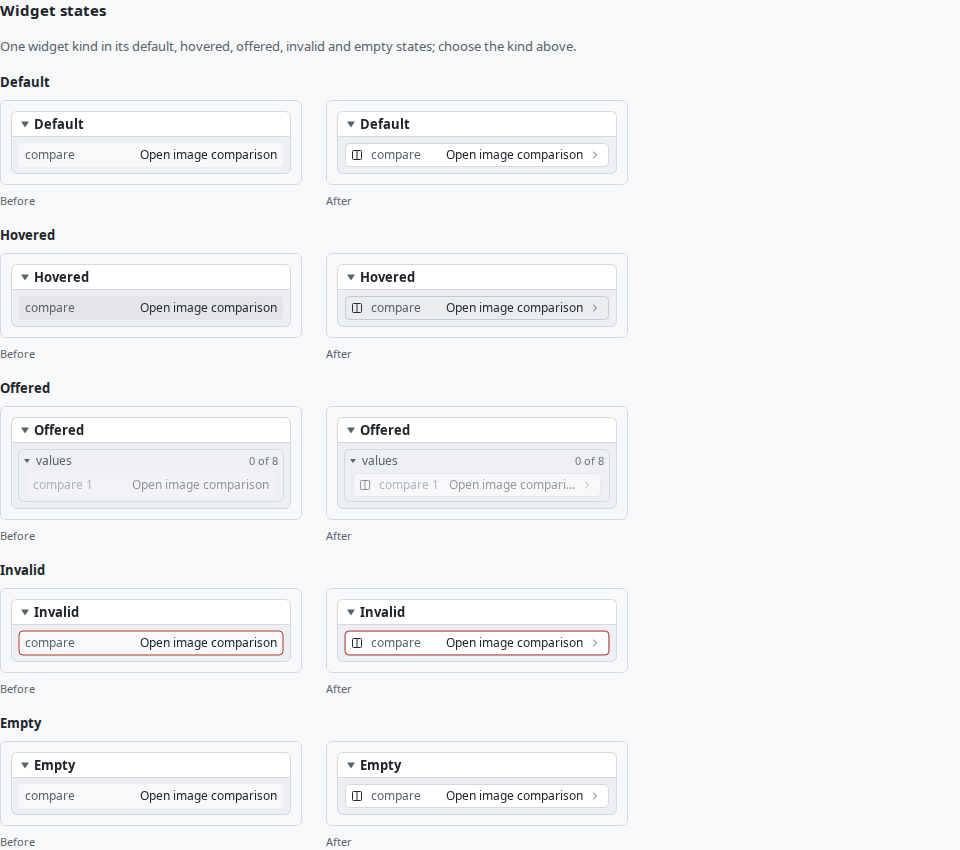 Widget states
One widget kind in its default, hovered, offered, invalid and empty states; choose the kind above.
Default
Default
compare Open image comparison
Before
Default
compare Open image comparison
After
Hovered
Hovered
compare Open image comparison
Before
Hovered
compare Open image comparison
After
Offered
Offered
values 0 of 8
compare 1 Open image comparison
Before
Offered
values 0 of 8
compare 1 Open image compari...
After
Invalid
Invalid
compare Open image comparison
Before
Invalid
compare Open image comparison
After
Empty
Empty
compare Open image comparison
Before
Empty
compare Open image comparison
After